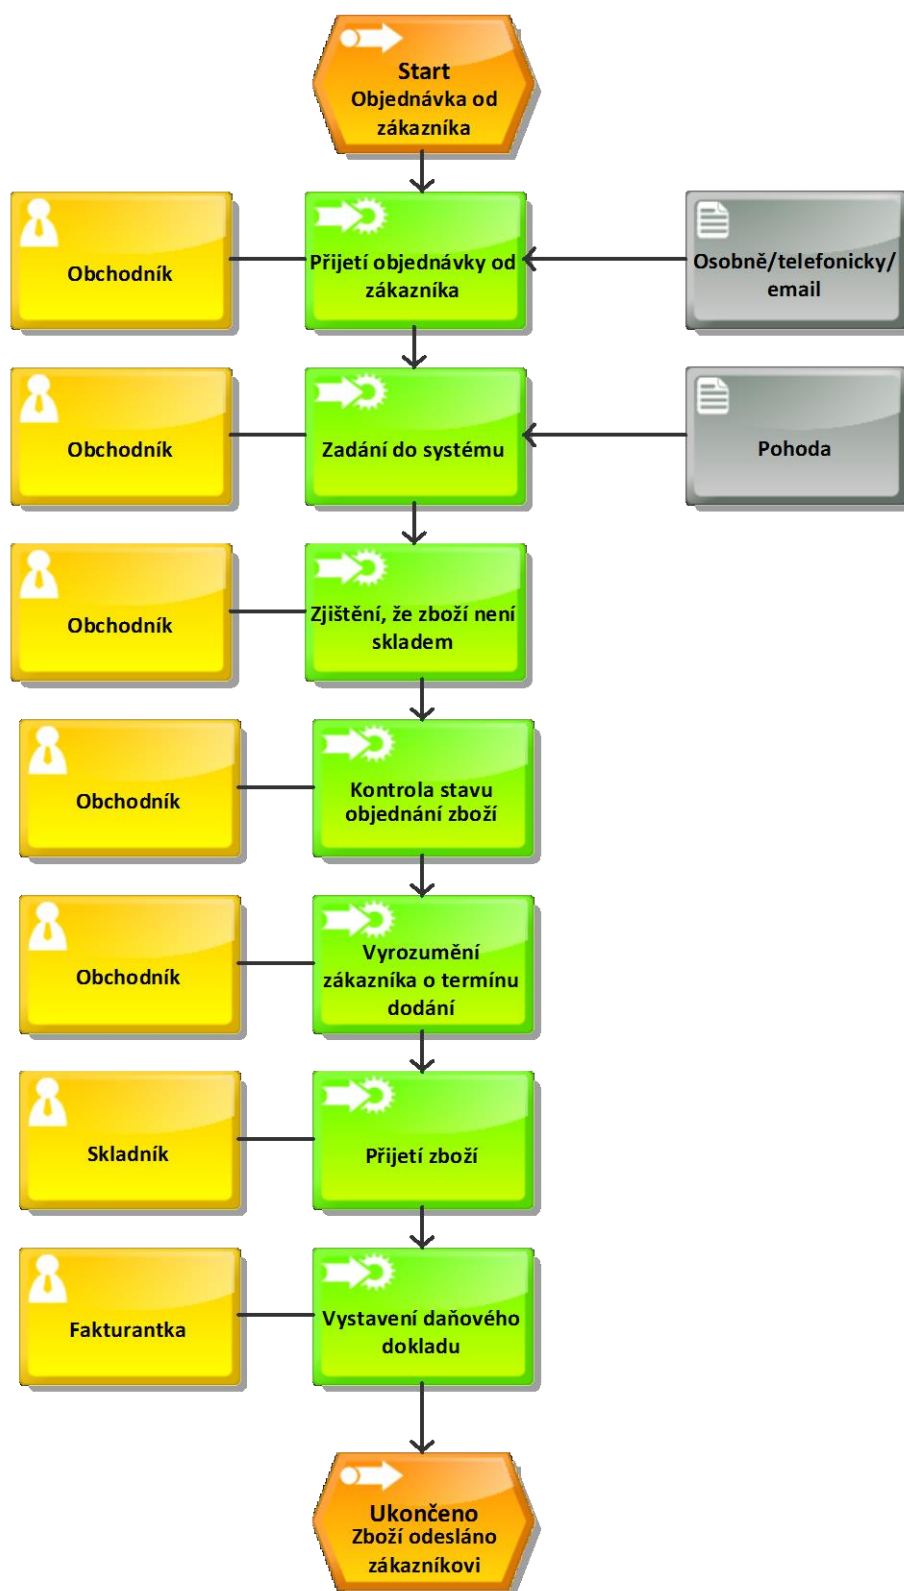 Start
Objednávka od
zákazníka
Obchodník
Přijetí objednávky od
zákazníka
Osobně/telefonicky/
email
Obchodník
Zadání do systému
Pohoda
Obchodník
Zjištění, že zboží není
skladem
Obchodník
Kontrola stavu
objednání zboží
Obchodník
Vyrozumění
zákazníka o termínu
dodání
Skladník
Přijetí zboží
Fakturantka
Vystavení daňového
dokladu
Ukončeno
Zboží odesláno
zákazníkovi